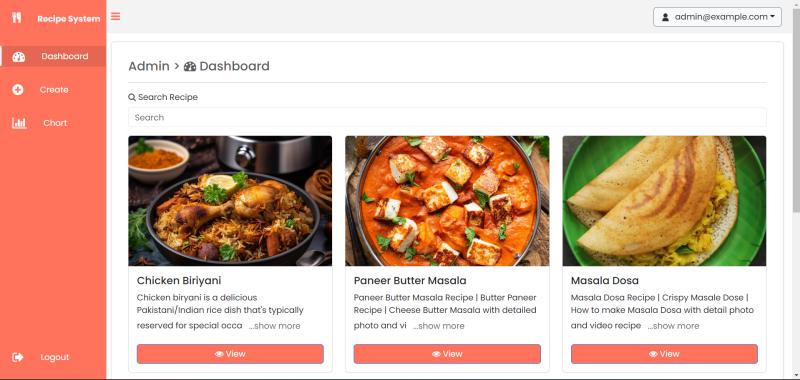 Recipe System
admin@example.com
Dashboard
Create
Chart
Logout
Admin > Dashboard
Search Recipe
Search
Chicken Biriyani
Chicken biryani is a delicious
Pakistani/Indian rice dish that's typically
reserved for special occa ...show more
View
Paneer Butter Masala
Paneer Butter Masala Recipe | Butter Paneer
Recipe | Cheese Butter Masala with detailed
photo and vi ...show more
View
Masala Dosa
Masala Dosa Recipe | Crispy Masale Dose |
How to make Masala Dosa with detail photo
and video recipe ...show more
View